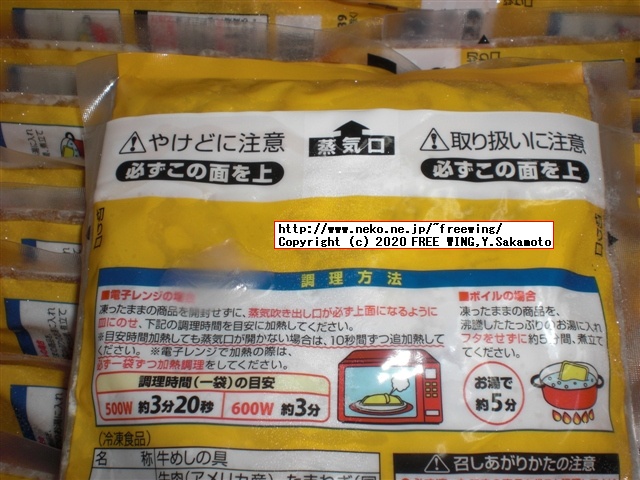 ⚠やけどに注意
必ずこの面を上
蒸気口
⚠取り扱いに注意
必ずこの面を上
http://www.neko.ne.jp/~freewing/
Copyright (c) 2020 FREE WING,Y.Sakamoto
調理方法
■電子レンジの場合
凍ったままの商品を開封せずに、蒸気吹き出し口が必ず上面になるように
皿にのせ、下記の調理時間を目安に加熱してください。
※目安時間加熱しても蒸気口が開かない場合は、10秒間ずつ追加熱して
ください。 ※電子レンジで加熱の際は、
必ず一袋ずつ加熱調理をしてください。
調理時間(一袋)の目安
500W 約3分20秒 600W 約3分
■ボイルの場合
凍ったままの商品を、
沸騰したたっぷりのお湯に入れ
フタをせずに約5分間、煮立て
てください。
お湯で
約5分
(冷凍食品)
名 称 牛めしの具
牛肉(アメリカ産)、たまねぎ(国
⚠召しあがりかたの注意